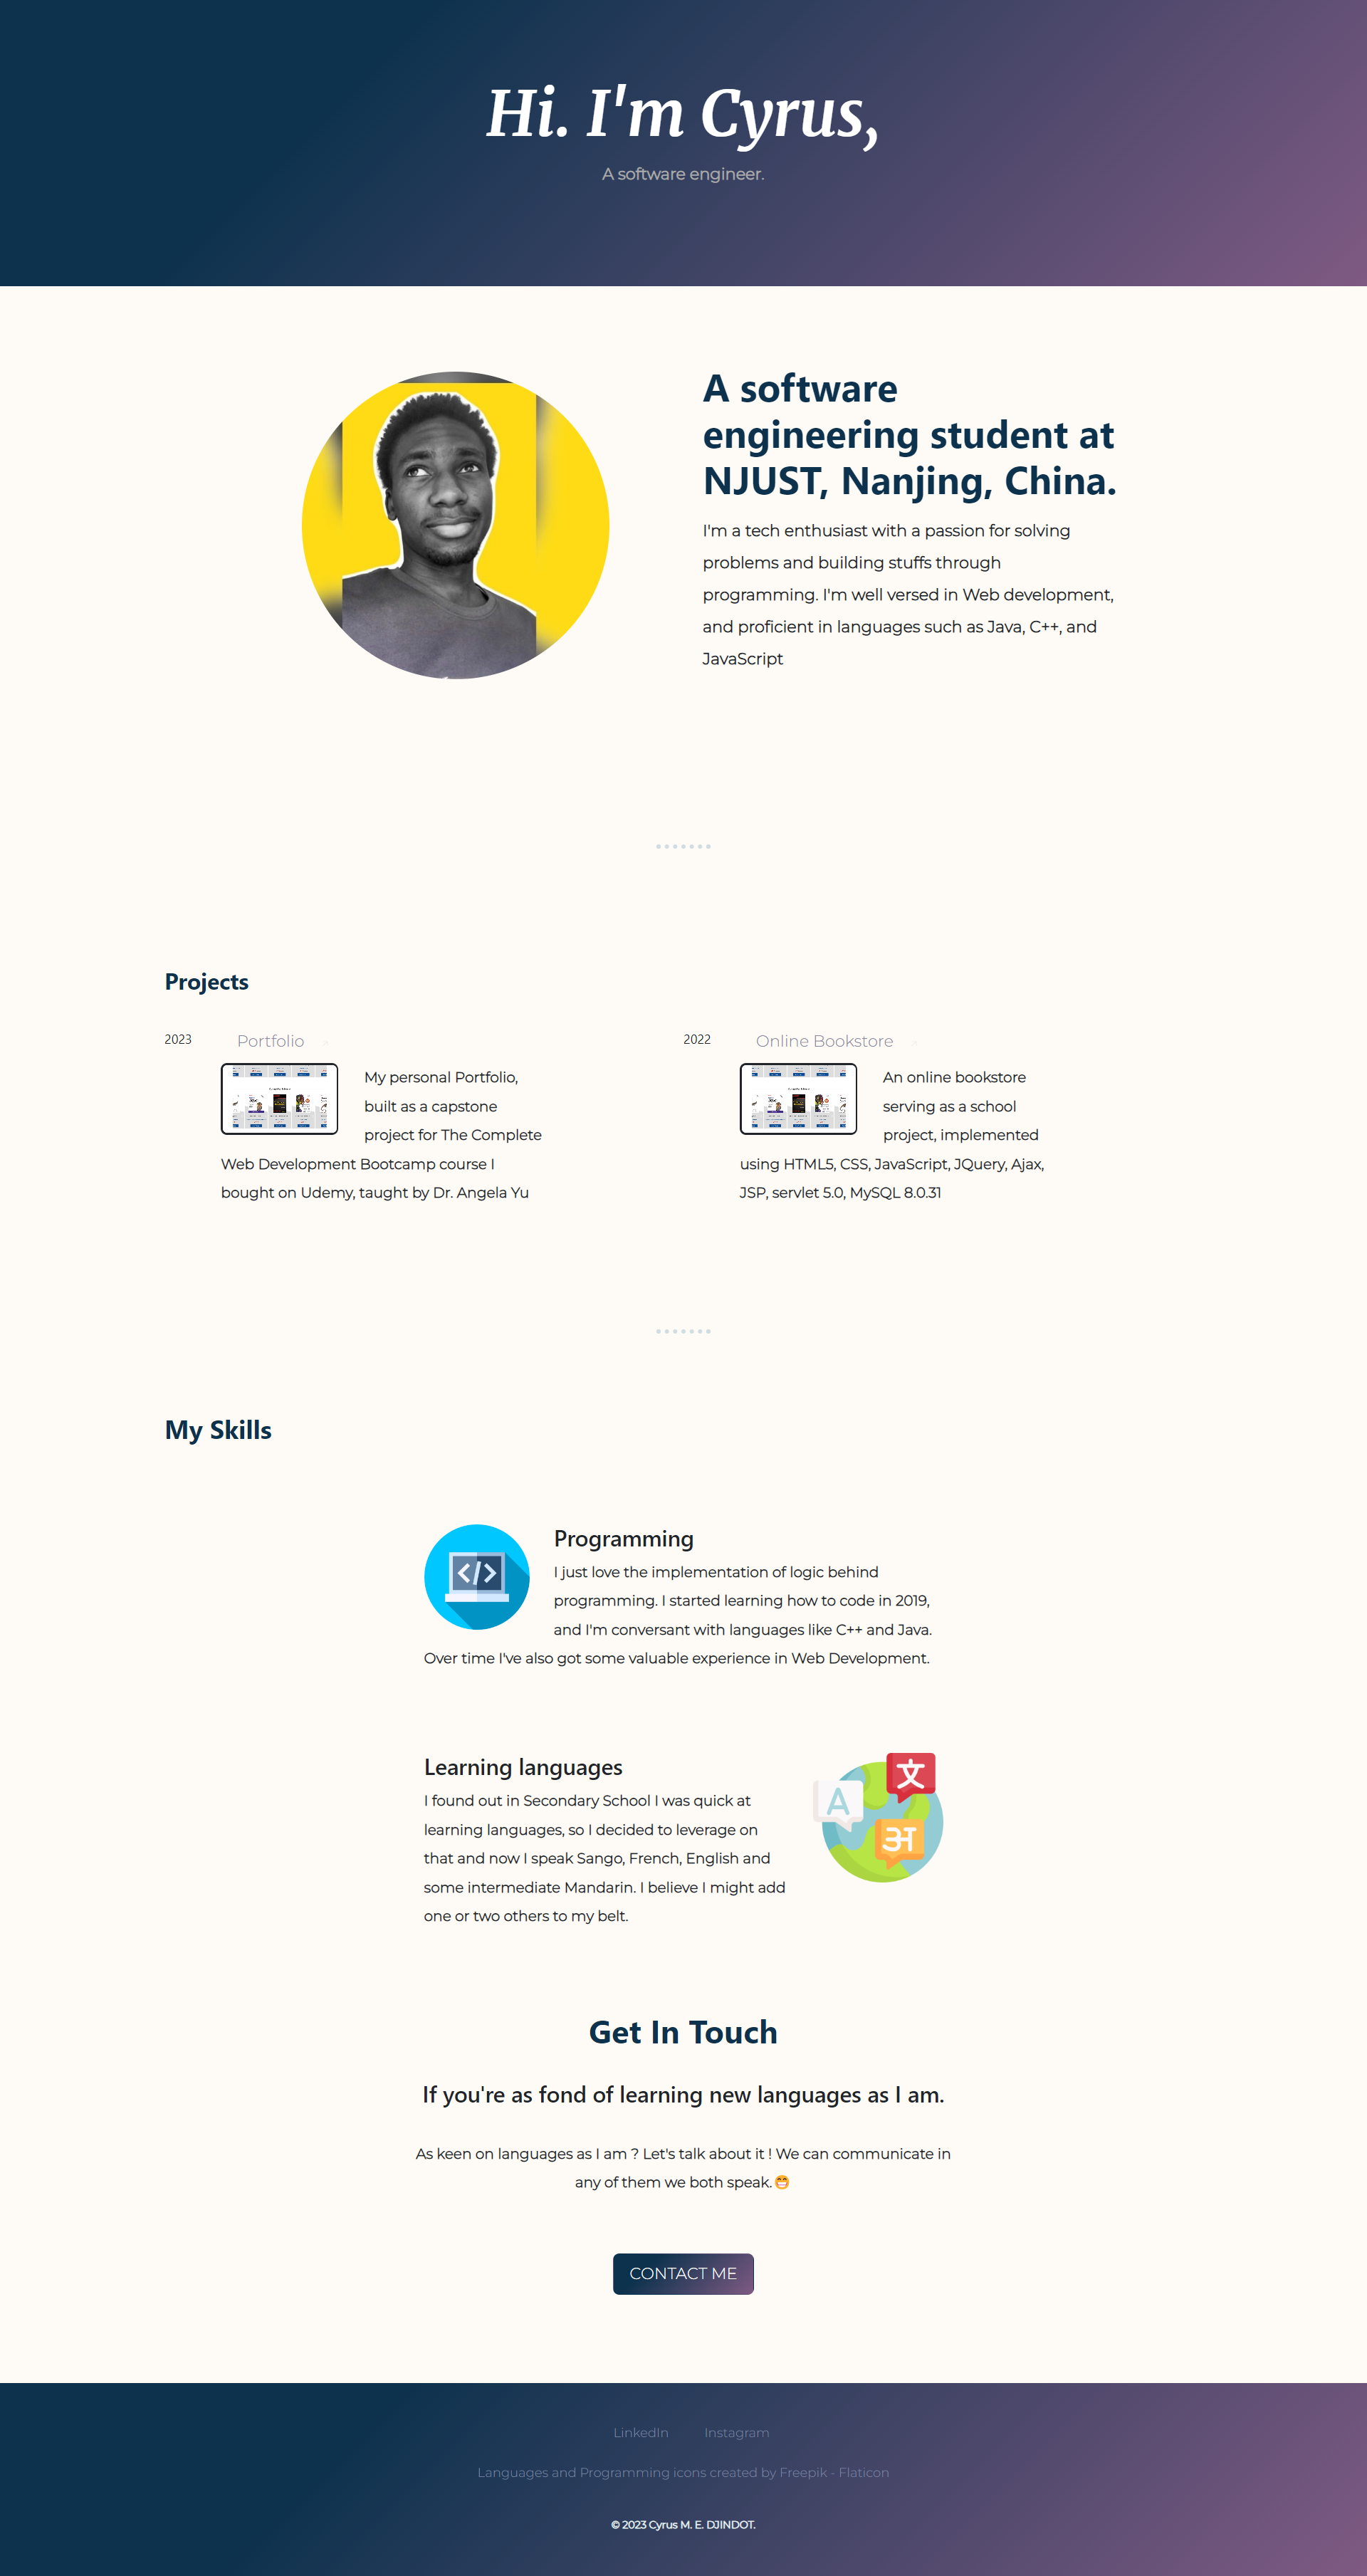 Hi. I'm Cyrus,
A software engineer.
A software
engineering student at
NJUST, Nanjing, China.
I'm a tech enthusiast with a passion for solving
problems and building stuffs through
programming. I'm well versed in Web development,
and proficient in languages such as Java, C++, and
JavaScript
Projects
2023
Portfolio
My personal Portfolio,
built as a capstone
project for The Complete
Web Development Bootcamp course I
bought on Udemy, taught by Dr. Angela Yu
2022
Online Bookstore
An online bookstore
serving as a school
project, implemented
using HTML5, CSS, JavaScript, JQuery, Ajax,
JSP, servlet 5.0, MySQL 8.0.31
My Skills
</>
Programming
I just love the implementation of logic behind
programming. I started learning how to code in 2019,
and I'm conversant with languages like C++ and Java.
Over time I've also got some valuable experience in Web Development.
Learning languages
I found out in Secondary School I was quick at
learning languages, so I decided to leverage on
that and now I speak Sango, French, English and
some intermediate Mandarin. I believe I might add
one or two others to my belt.
文
A
अ
Get In Touch
If you're as fond of learning new languages as I am.
As keen on languages as I am ? Let's talk about it ! We can communicate in
any of them we both speak.😁
CONTACT ME
LinkedIn Instagram
Languages and Programming icons created by Freepik - Flaticon
© 2023 Cyrus M. E. DJINDOT.